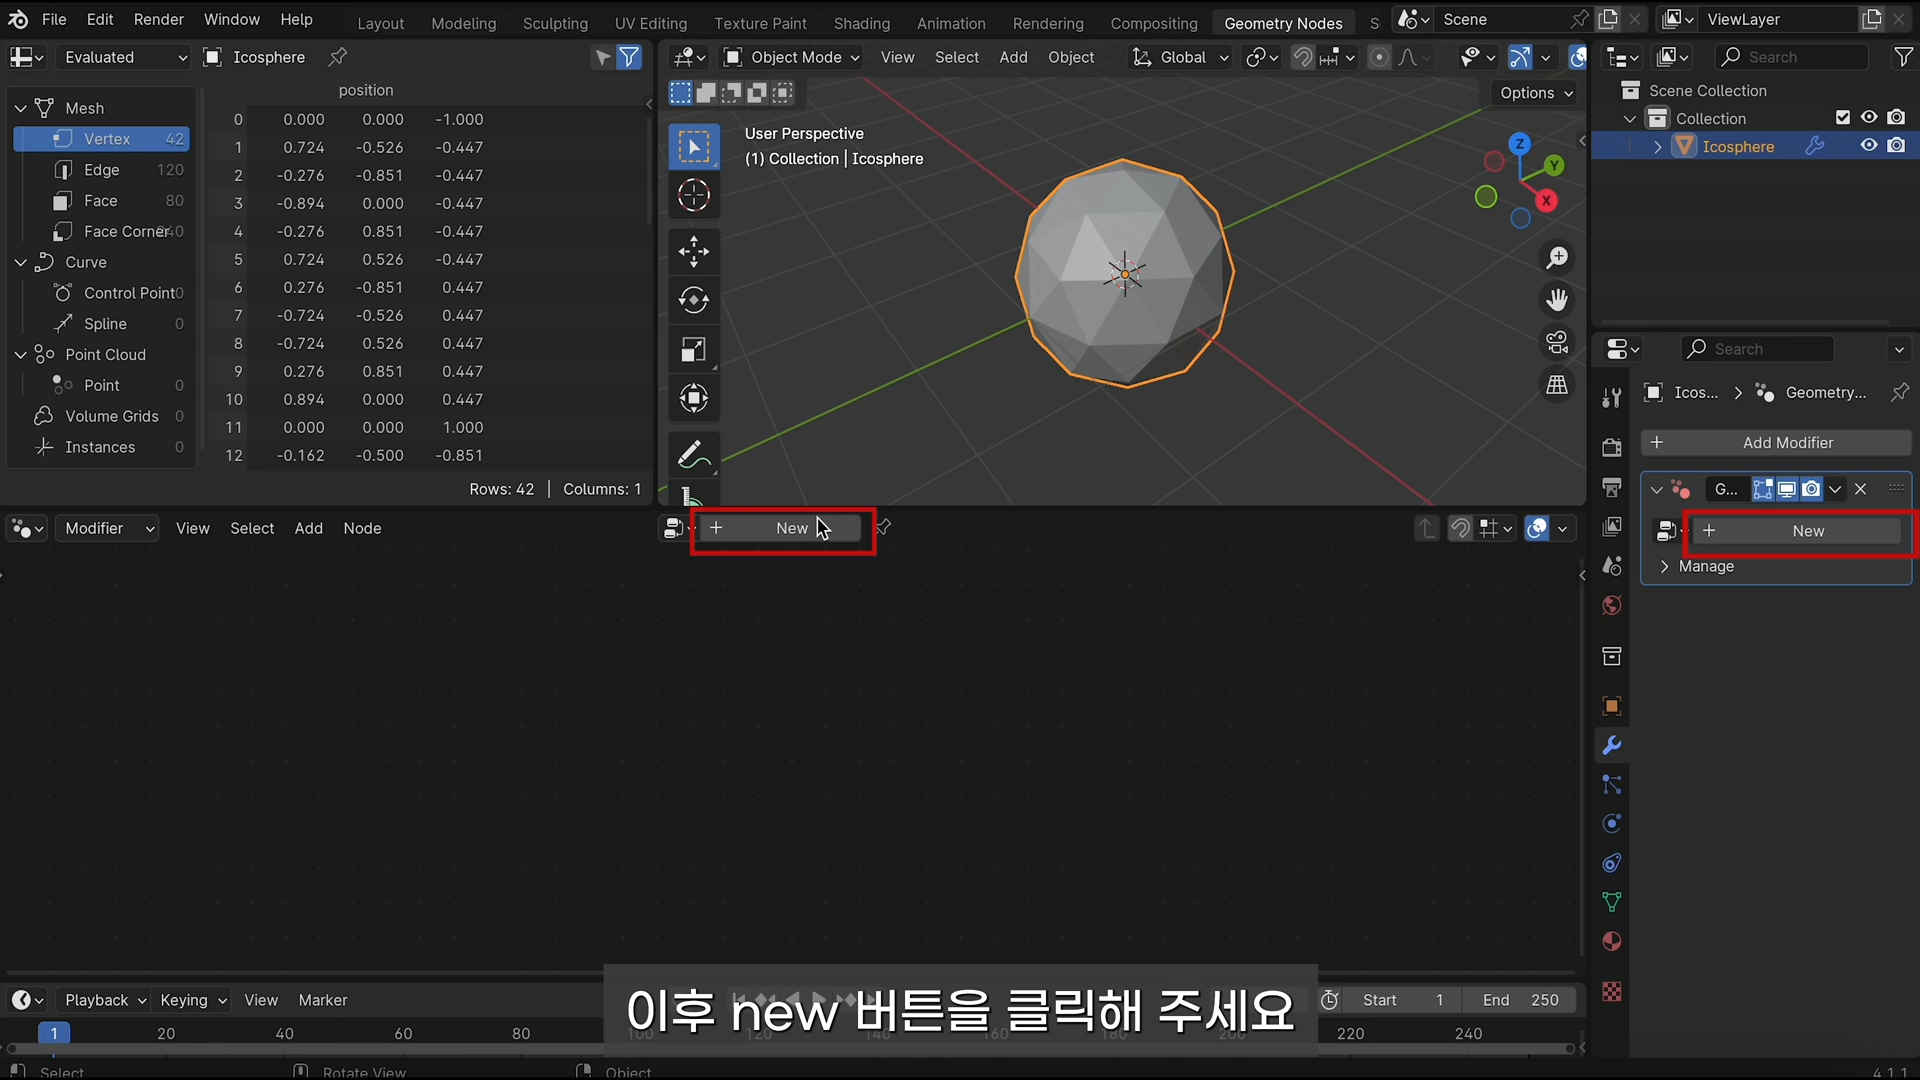 File Edit Render Window Help Layout Modeling Sculpting UV Editing Texture Paint Shading Animation Rendering Compositing Geometry Nodes S Scene ViewLayer
Evaluated Icosphere
Mesh
Vertex 42
Edge 120
Face 80
Face Corner
Curve
Control Point 0
Spline 0
Point Cloud
Point 0
Volume Grids 0
Instances 0
position
0 0.000 0.000 -1.000
1 0.724 -0.526 -0.447
2 -0.276 -0.851 -0.447
3 -0.894 0.000 -0.447
4 -0.276 0.851 -0.447
5 0.724 0.526 -0.447
6 0.276 -0.851 0.447
7 -0.724 -0.526 0.447
8 -0.724 0.526 0.447
9 0.276 0.851 0.447
10 0.894 0.000 0.447
11 0.000 0.000 1.000
12 -0.162 -0.500 -0.851
Rows: 42 | Columns: 1
Object Mode View Select Add Object Global
Options
User Perspective
(1) Collection | Icosphere
Z
Y
X
Search
Scene Collection
Collection
Icosphere
Search
Icos... > Geometry...
+ Add Modifier
G...
+ New
Manage
Modifier View Select Add Node
+ New
Playback Keying View Marker
Start 1 End 250
1 20 40 60 80 100 120 160 220 240
이후 new 버튼을 클릭해 주세요
Select Rotate View Object
4.1.1